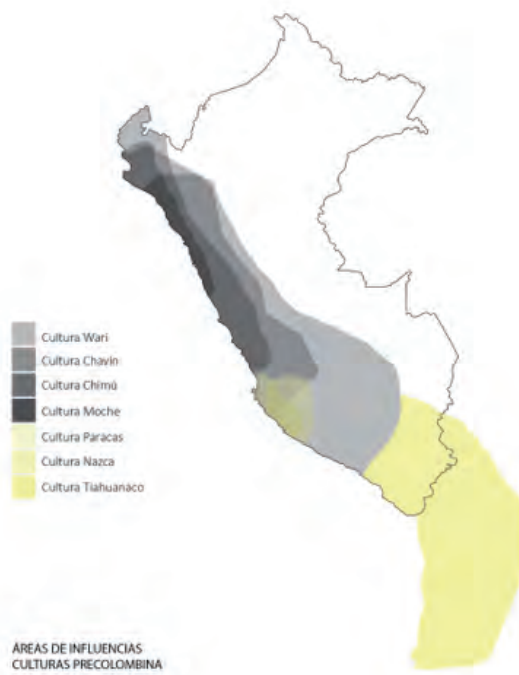 Cultura Wari
Cultura Chavín
Cultura Chimú
Cultura Moche
Cultura Paracas
Cultura Nazca
Cultura Tiahuanaco
ÁREAS DE INFLUENCIAS
CULTURAS PRECOLOMBINA